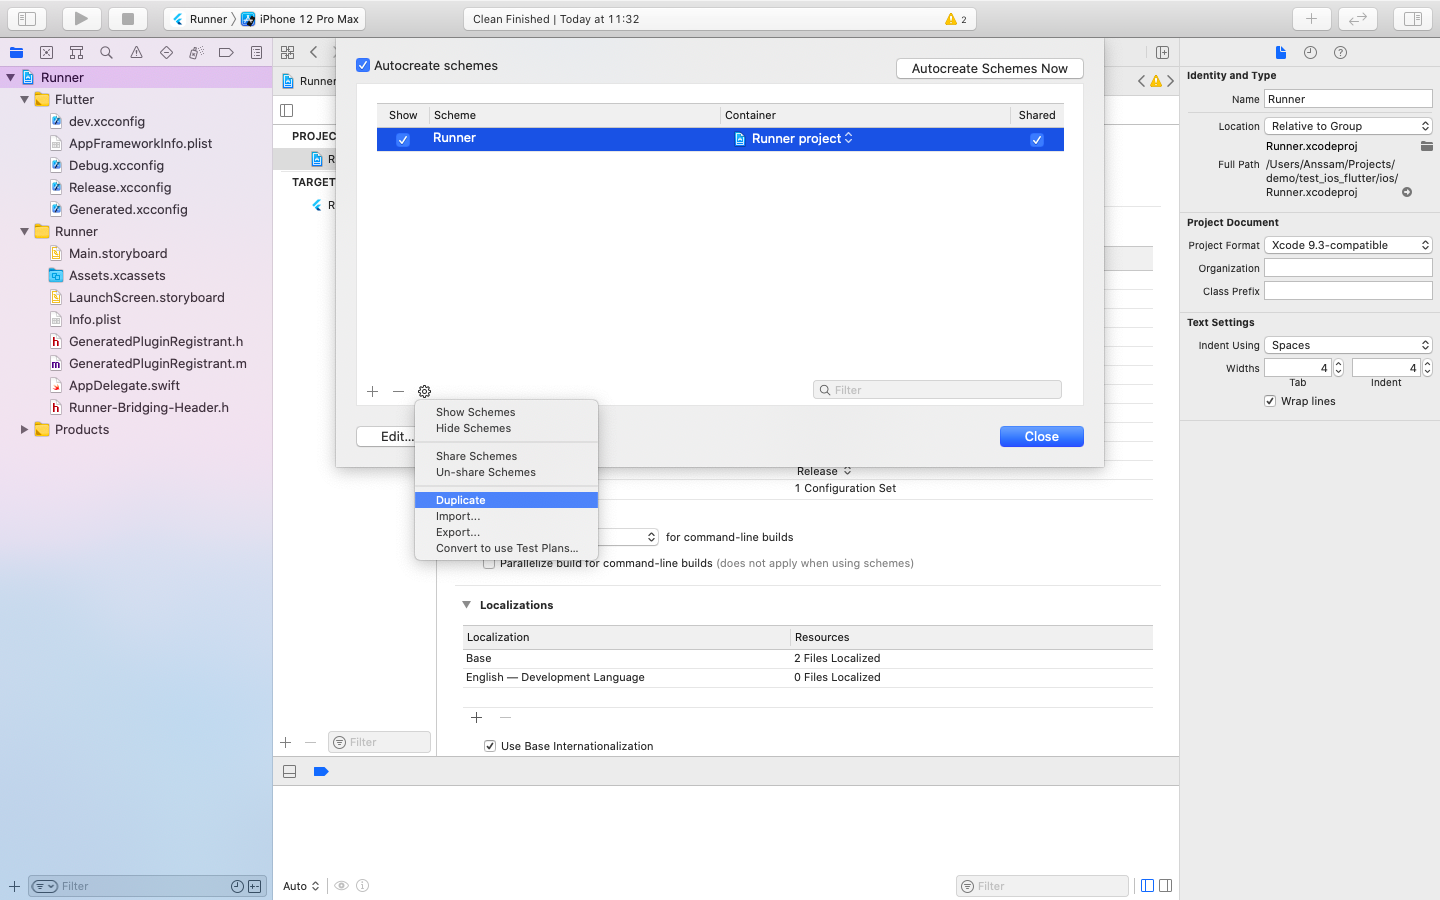 Runner
iPhone 12 Pro Max
Clean Finished | Today at 11:32
2
Runner
Flutter
dev.xcconfig
AppFrameworkInfo.plist
Debug.xcconfig
Release.xcconfig
Generated.xcconfig
Runner
Main.storyboard
Assets.xcassets
LaunchScreen.storyboard
Info.plist
GeneratedPluginRegistrant.h
GeneratedPluginRegistrant.m
AppDelegate.swift
Runner-Bridging-Header.h
Products
Filter
Runner
PROJEC
R
TARGET
R
Filter
Autocreate schemes
Autocreate Schemes Now
Show Scheme Container Shared
Runner Runner project
Filter
Edit...
Close
Show Schemes
Hide Schemes
Share Schemes
Un-share Schemes
Duplicate
Import...
Export...
Convert to use Test Plans...
Release
1 Configuration Set
for command-line builds
Parallelize build for command-line builds (does not apply when using schemes)
Localizations
Localization Resources
Base 2 Files Localized
English — Development Language 0 Files Localized
Use Base Internationalization
Auto
Filter
Identity and Type
Name Runner
Location Relative to Group
Runner.xcodeproj
Full Path /Users/Anssam/Projects/
demo/test_ios_flutter/ios/
Runner.xcodeproj
Project Document
Project Format Xcode 9.3-compatible
Organization
Class Prefix
Text Settings
Indent Using Spaces
Widths 4 4
Tab Indent
Wrap lines